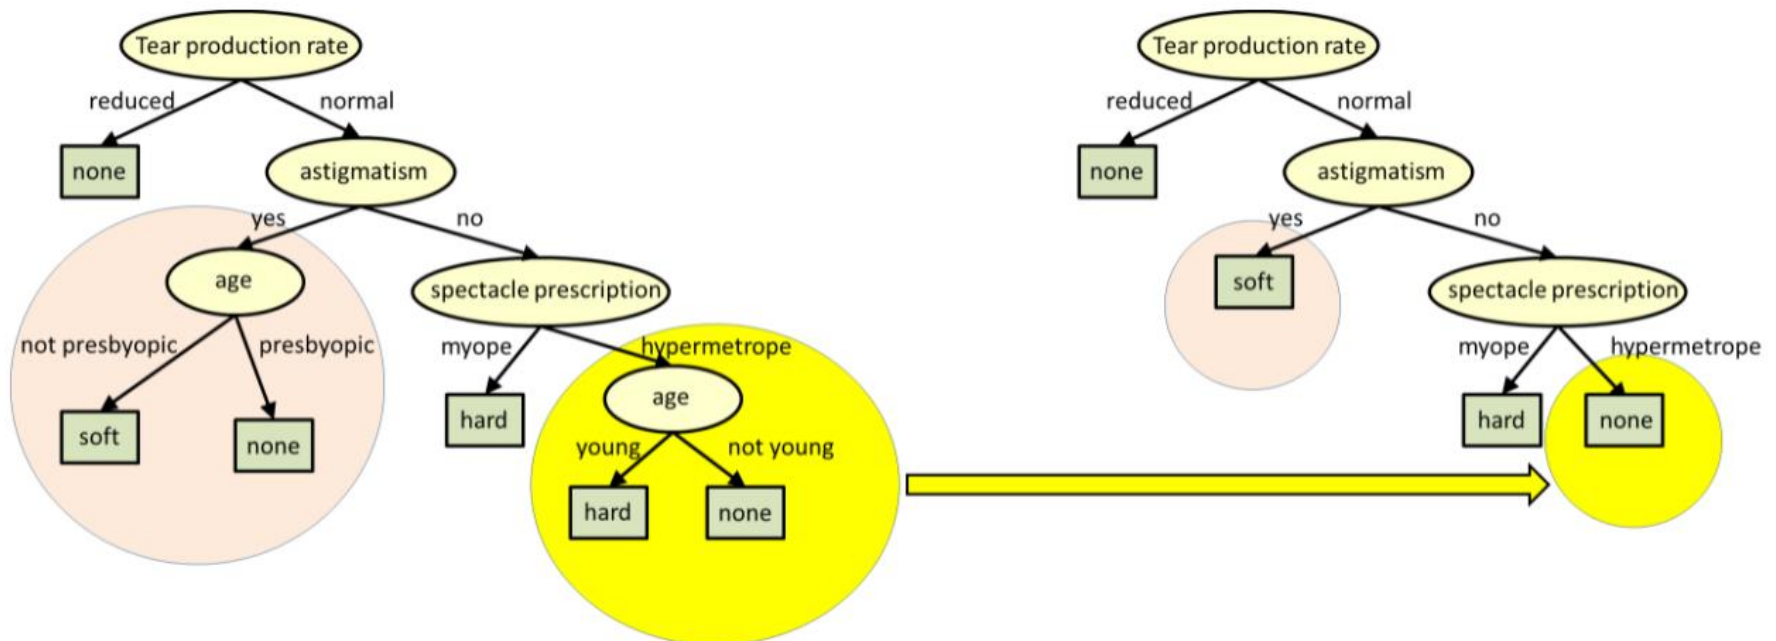 Tear production rate
reduced
normal
none
astigmatism
yes
no
age
spectacle prescription
not presbyopic
presbyopic
myope
hypermetrope
soft
none
hard
age
young
not young
hard
none
Tear production rate
reduced
normal
none
astigmatism
yes
no
soft
spectacle prescription
myope
hypermetrope
hard
none